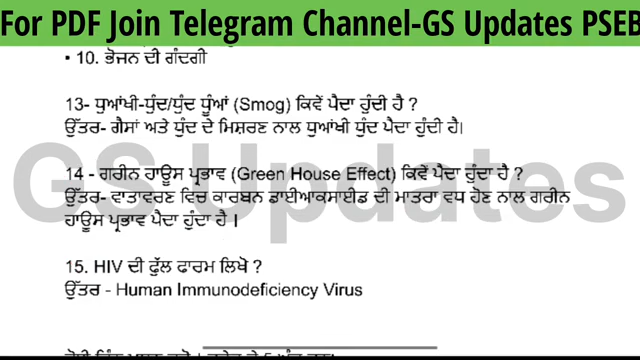 For PDF Join Telegram Channel-GS Updates PSEB
• 10. ਭੋਜਨ ਦੀ ਗੰਦਗੀ
13- ਧੁਆਂਖੀ-ਧੁੰਦ/ਧੁੰਦ ਧੂੰਆਂ (Smog) ਕਿਵੇਂ ਪੈਦਾ ਹੁੰਦੀ ਹੈ ?
ਉੱਤਰ- ਗੈਸਾਂ ਅਤੇ ਧੁੰਦ ਦੇ ਮਿਸ਼ਰਣ ਨਾਲ ਧੁਆਂਖੀ ਧੁੰਦ ਪੈਦਾ ਹੁੰਦੀ ਹੈ।
GS Updates
14 - ਗਰੀਨ ਹਾਊਸ ਪ੍ਰਭਾਵ (Green House Effect) ਕਿਵੇਂ ਪੈਦਾ ਹੁੰਦਾ ਹੈ ?
ਉੱਤਰ- ਵਾਤਾਵਰਣ ਵਿਚ ਕਾਰਬਨ ਡਾਈਆਕਸਾਈਡ ਦੀ ਮਾਤਰਾ ਵਧ ਹੋਣ ਨਾਲ ਗਰੀਨ
ਹਾਊਸ ਪ੍ਰਭਾਵ ਪੈਦਾ ਹੁੰਦਾ ਹੈ ।
15. HIV ਦੀ ਫੁੱਲ ਫਾਰਮ ਲਿਖੋ ?
ਉੱਤਰ - Human Immunodeficiency Virus